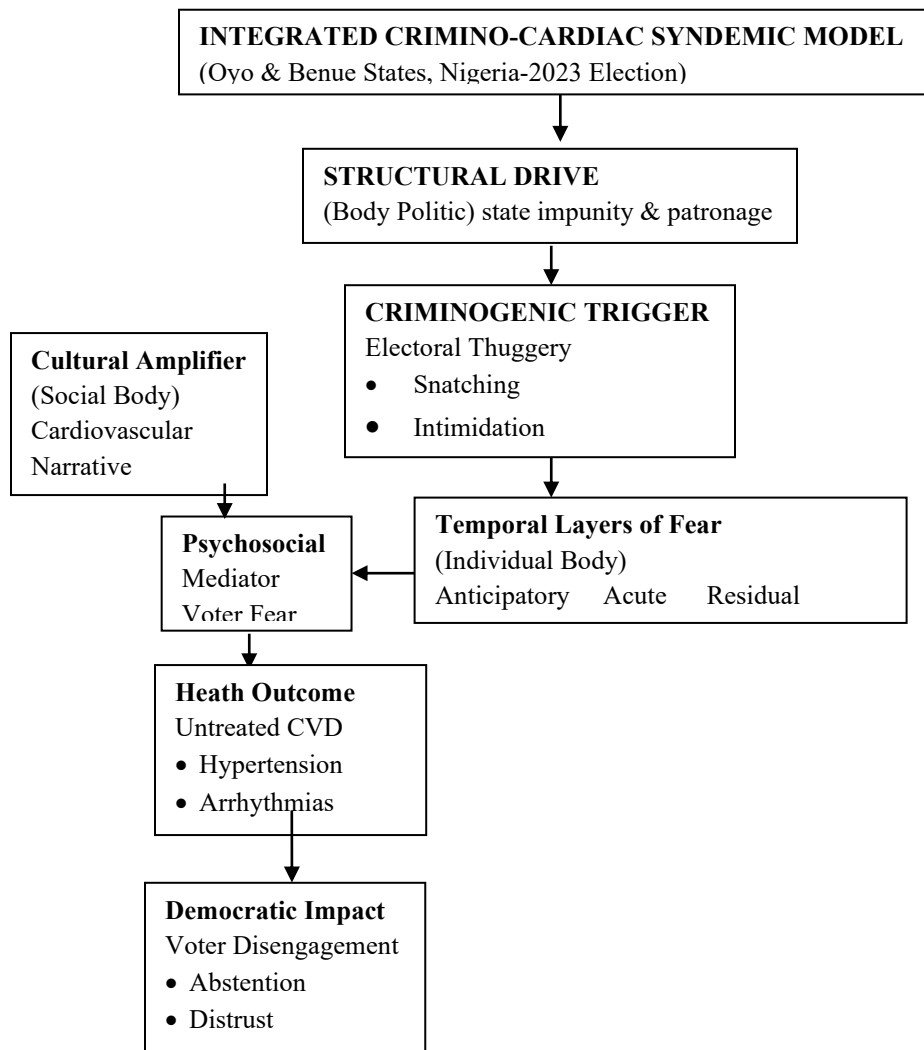 INTEGRATED CRIMINO-CARDIAC SYNDEMIC MODEL
(Oyo & Benue States, Nigeria-2023 Election)
STRUCTURAL DRIVE
(Body Politic) state impunity & patronage
CRIMINOGENIC TRIGGER
Electoral Thuggery
• Snatching
• Intimidation
Cultural Amplifier
(Social Body)
Cardiovascular
Narrative
Temporal Layers of Fear
(Individual Body)
Anticipatory Acute Residual
Psychosocial
Mediator
Voter Fear
Heath Outcome
Untreated CVD
• Hypertension
• Arrhythmias
Democratic Impact
Voter Disengagement
• Abstention
• Distrust